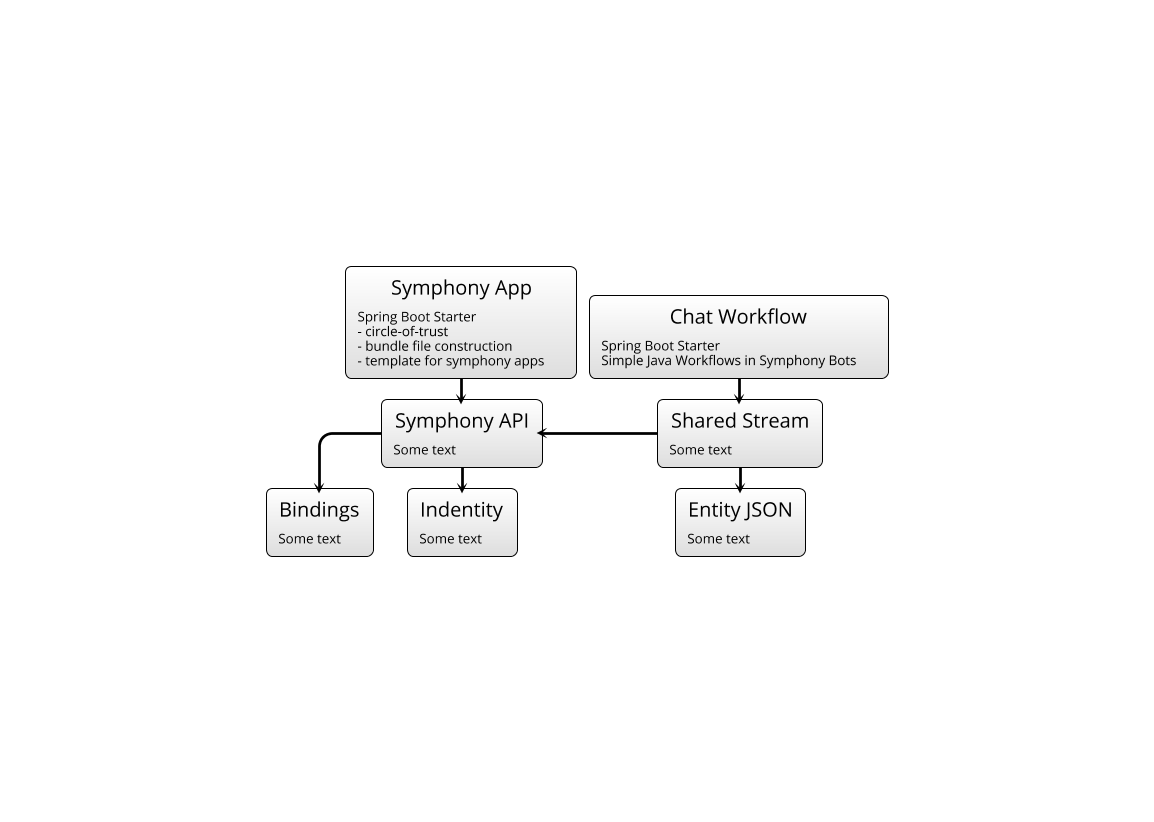 Symphony App
Spring Boot Starter
- circle-of-trust
- bundle file construction
- template for symphony apps
Chat Workflow
Spring Boot Starter
Simple Java Workflows in Symphony Bots
Symphony API
Some text
Shared Stream
Some text
Bindings
Some text
Indentity
Some text
Entity JSON
Some text